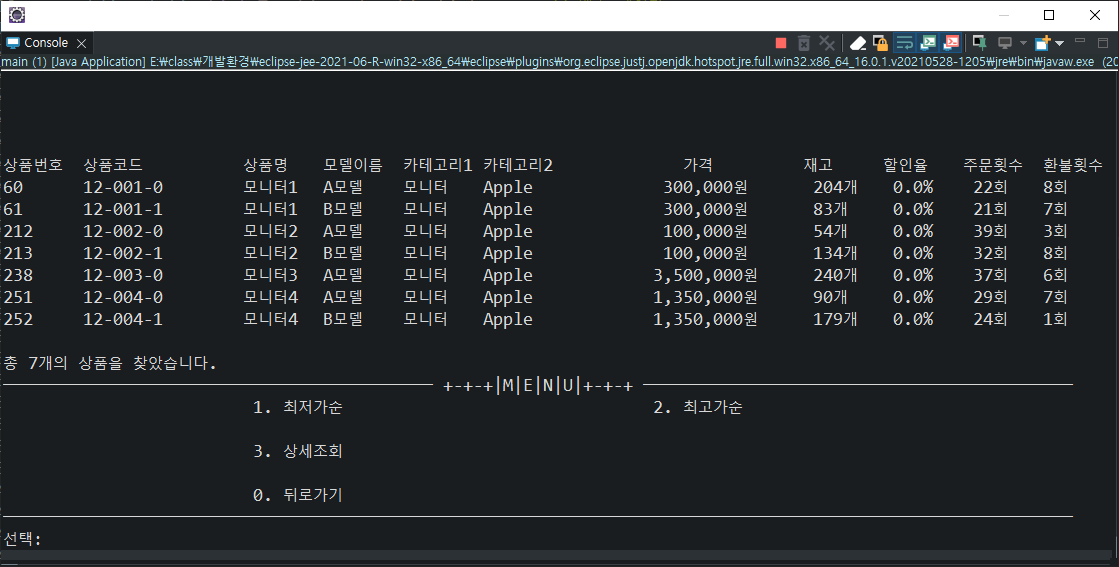 Console
main (1) [Java Application] E:￦class￦개발환경￦eclipse-jee-2021-06-R-win32-x86_64￦eclipse￦plugins￦org.eclipse.justj.openjdk.hotspot.jre.full.win32.x86_64_16.0.1.v20210528-1205￦jre￦bin￦javaw.exe (20
상품번호 상품코드 상품명 모델이름 카테고리1 카테고리2 가격 재고 할인율 주문횟수 환불횟수
60 12-001-0 모니터1 A모델 모니터 Apple 300,000원 204개 0.0% 22회 8회
61 12-001-1 모니터1 B모델 모니터 Apple 300,000원 83개 0.0% 21회 7회
212 12-002-0 모니터2 A모델 모니터 Apple 100,000원 54개 0.0% 39회 3회
213 12-002-1 모니터2 B모델 모니터 Apple 100,000원 134개 0.0% 32회 8회
238 12-003-0 모니터3 A모델 모니터 Apple 3,500,000원 240개 0.0% 37회 6회
251 12-004-0 모니터4 A모델 모니터 Apple 1,350,000원 90개 0.0% 29회 7회
252 12-004-1 모니터4 B모델 모니터 Apple 1,350,000원 179개 0.0% 24회 1회
총 7개의 상품을 찾았습니다.
+-+-+|M|E|N|U|+-+-+
1. 최저가순 2. 최고가순
3. 상세조회
0. 뒤로가기
선택: